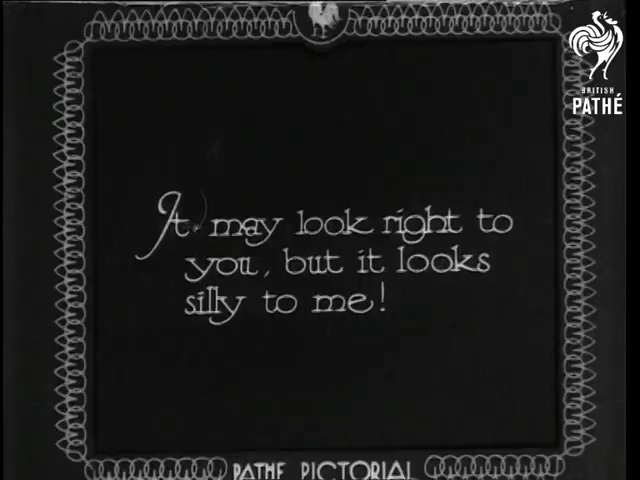 BRITISH
PATHÉ
It may look right to
you, but it looks
silly to me!
PATHE PICTORIAL